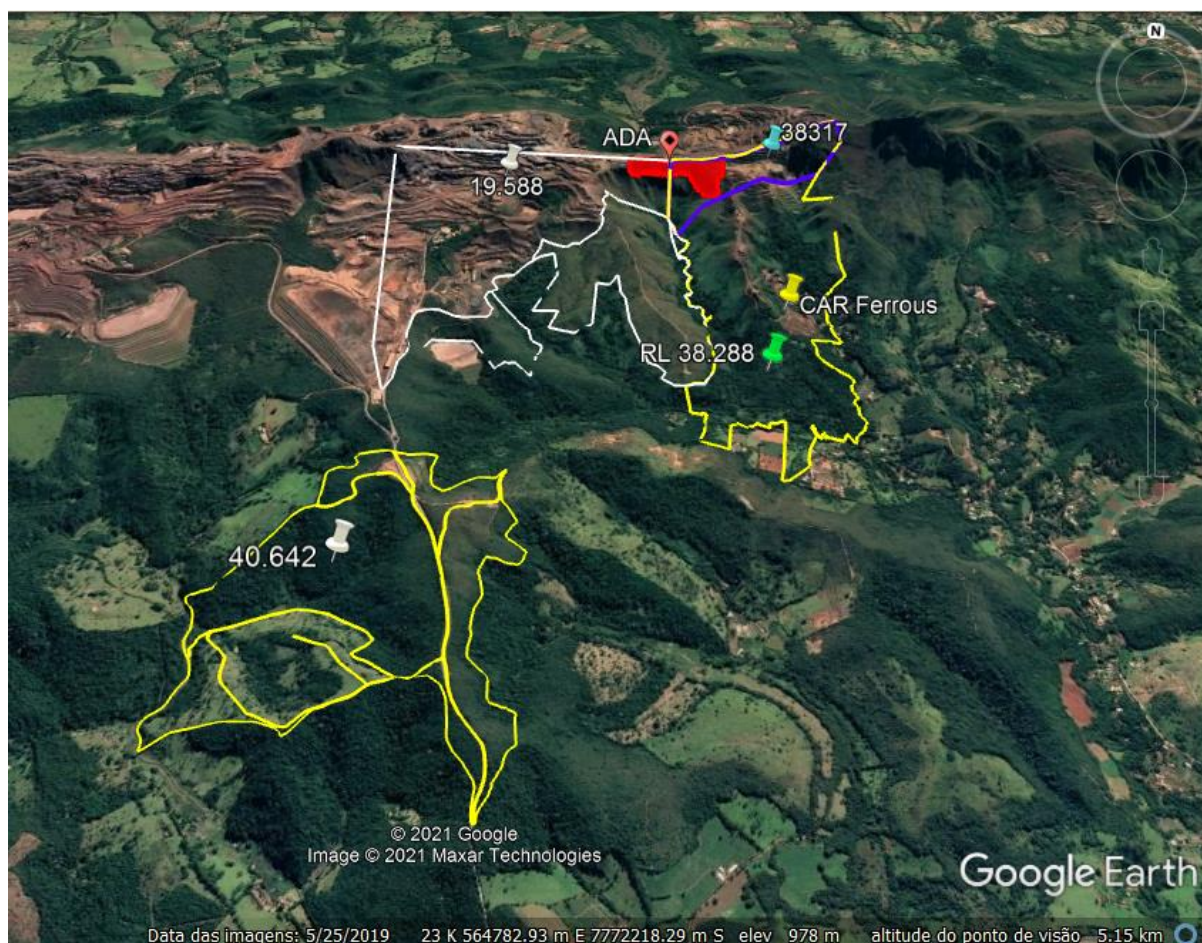 N
ADA
38317
19.588
CAR Ferrous
RL 38.288
40.642
© 2021 Google
Image © 2021 Maxar Technologies
Google Earth
Data das imagens: 5/25/2019 23 K 564782.93 m E 7772218.29 m S elev 978 m altitude do ponto de visão 5.15 km